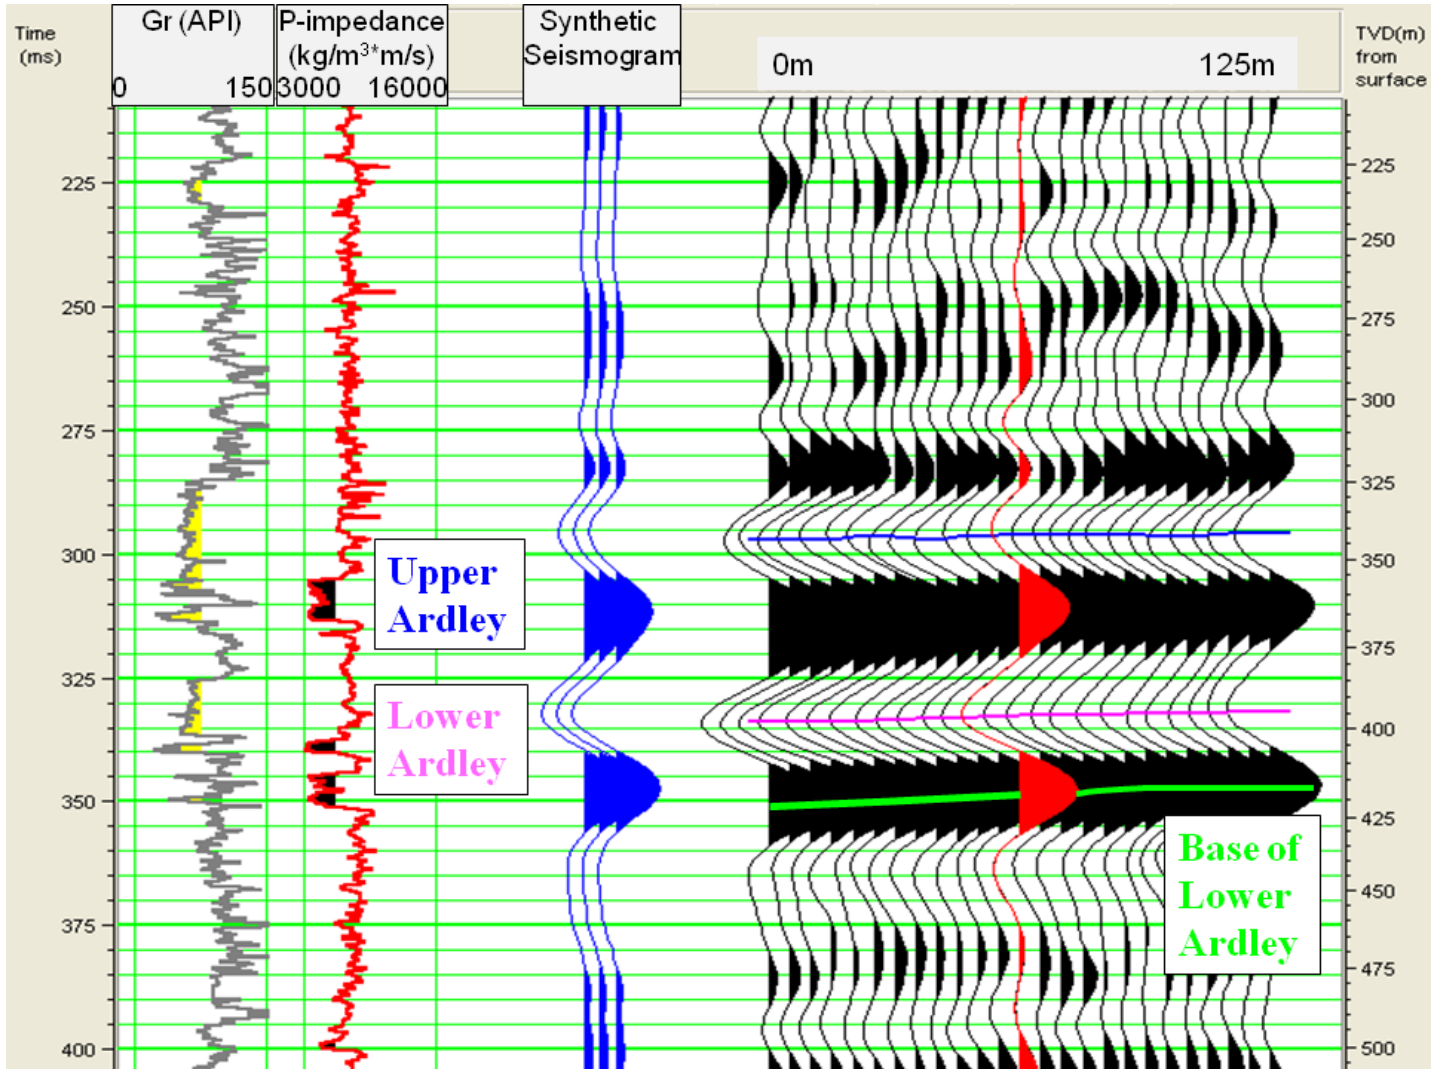 Time
(ms)
Gr (API)
0 150
P-impedance
(kg/m³*m/s)
3000 16000
Synthetic
Seismogram
0m 125m
TVD(m)
from
surface
225
250
275
300
325
350
375
400
225
250
275
300
325
350
375
400
425
450
475
500
Upper
Ardley
Lower
Ardley
Base of
Lower
Ardley